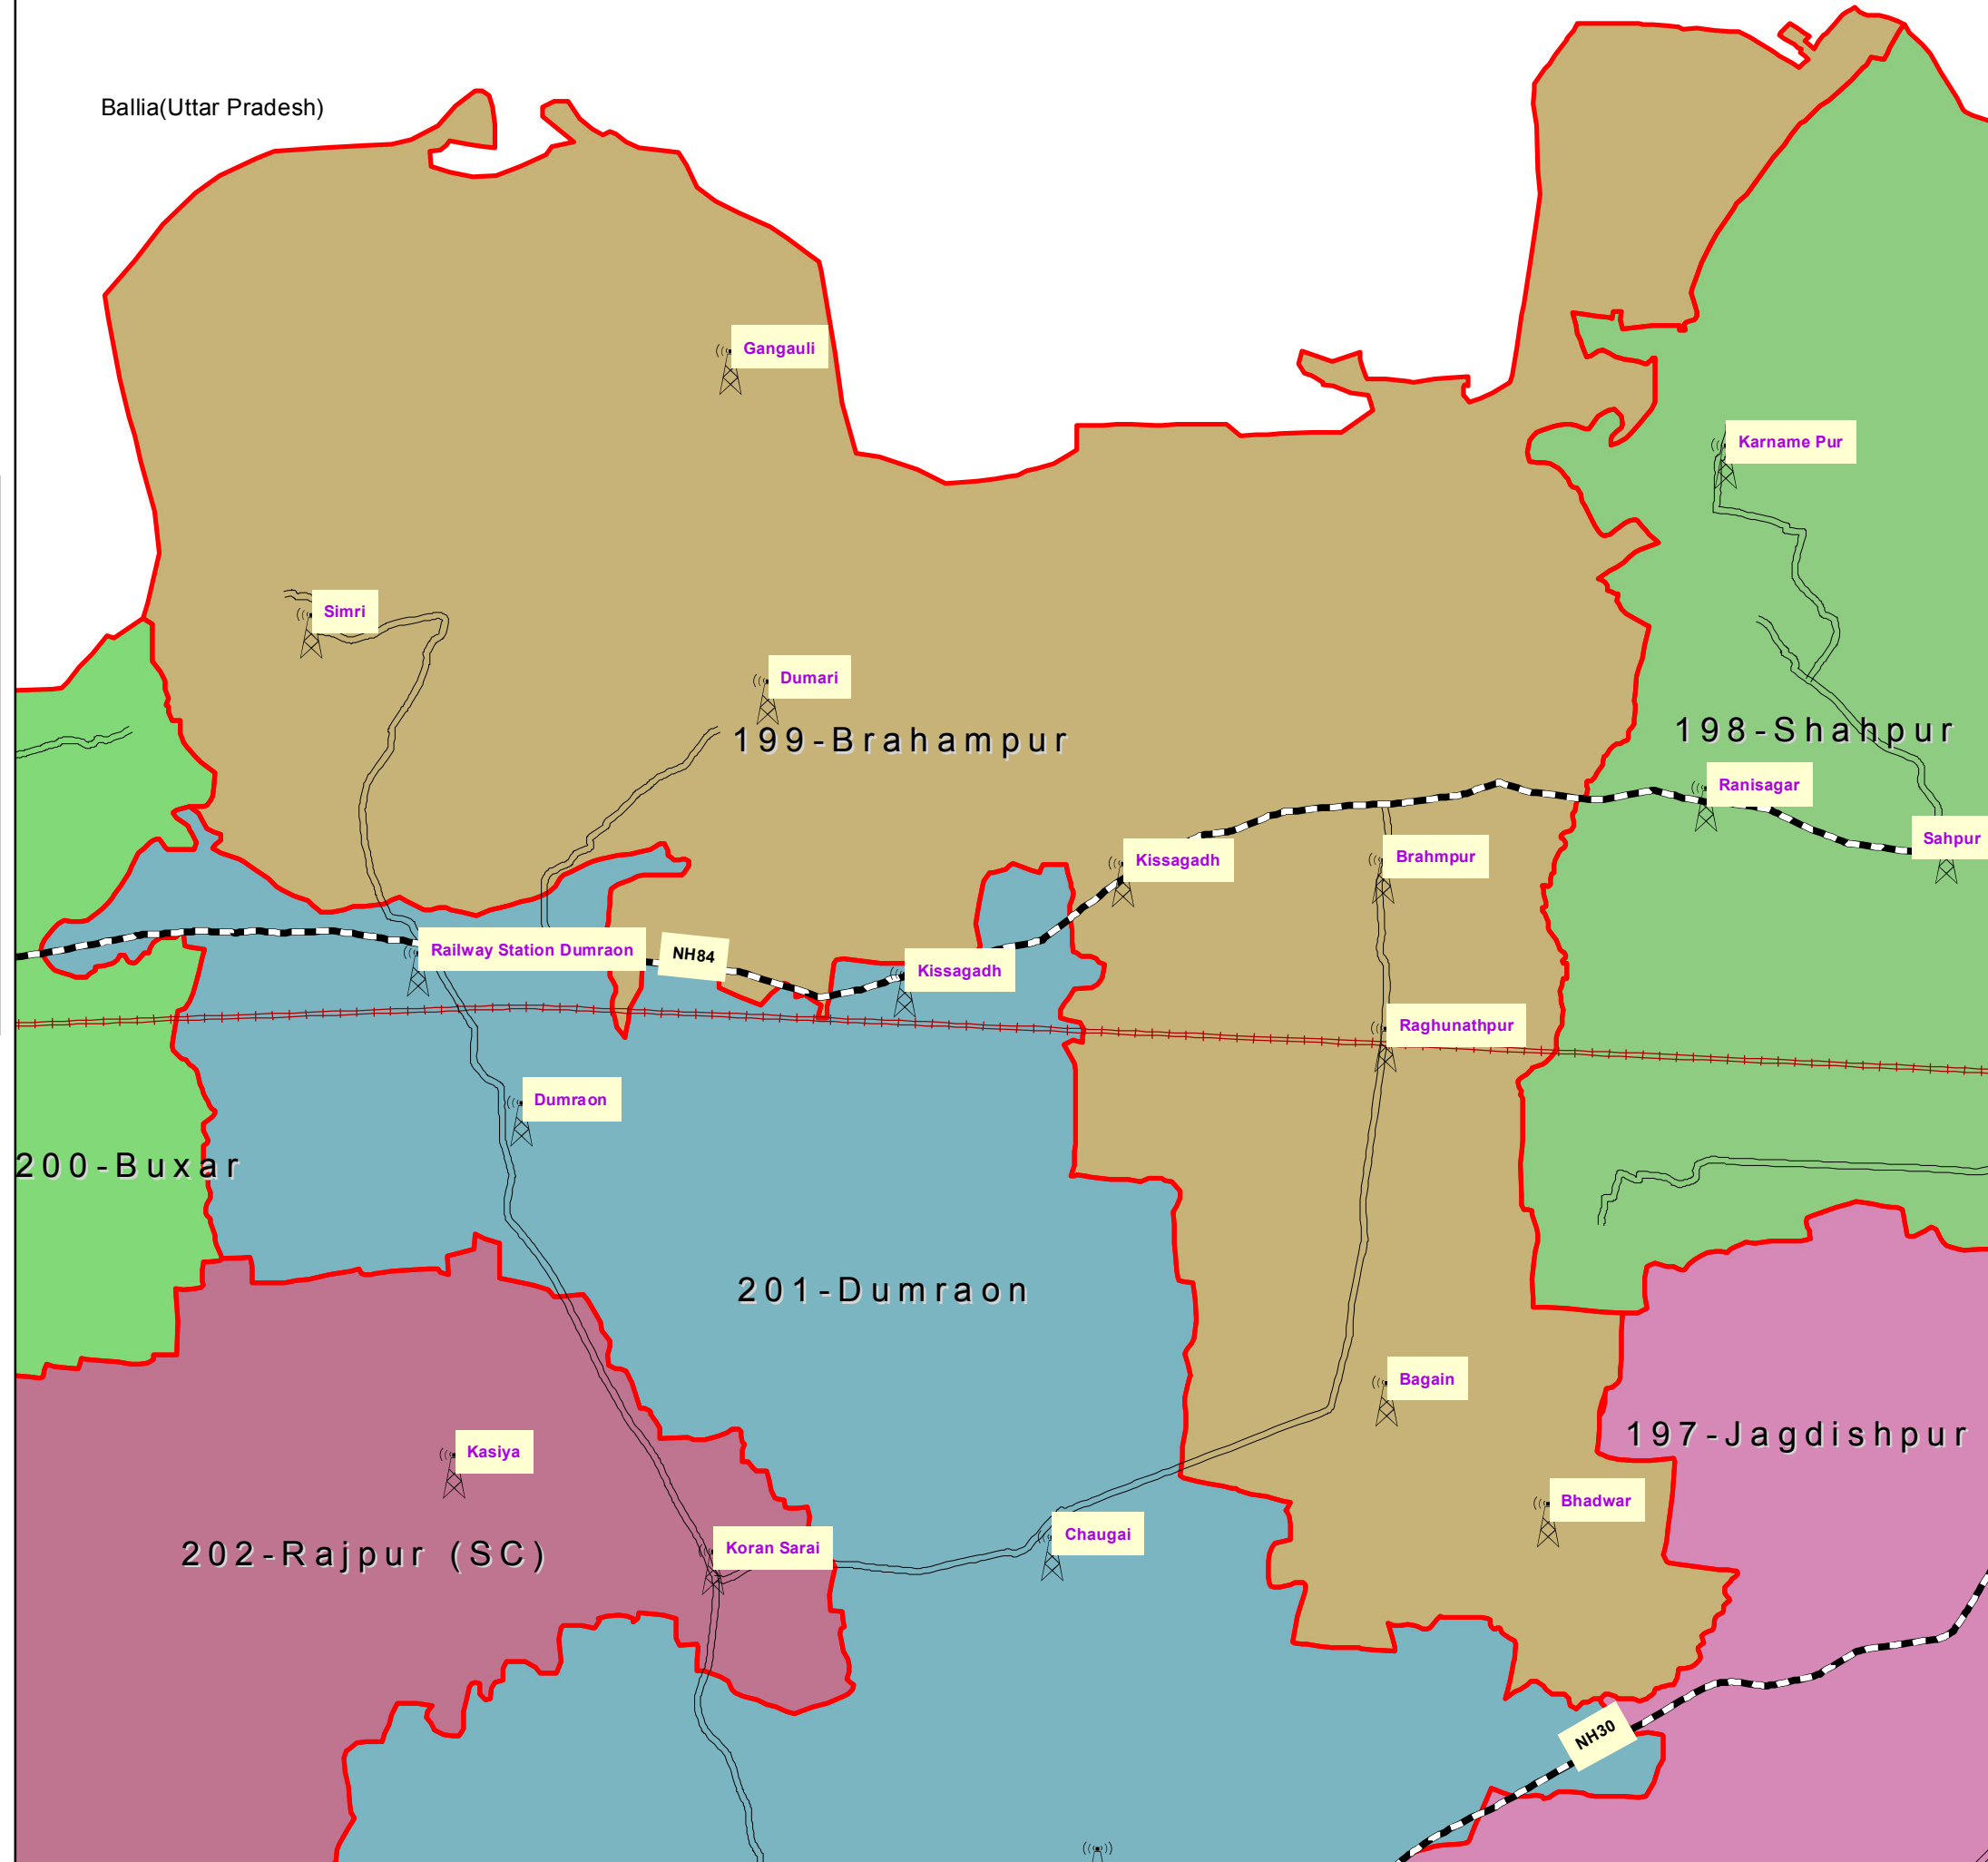 Ballia(Uttar Pradesh)
Gangauli
Karname Pur
Simri
Dumari
199-Brahampur
198-Shahpur
Ranisagar
Sahpur
Kissagadh
Brahmpur
Railway Station Dumraon
NH84
Kissagadh
Raghunathpur
Dumraon
200-Buxar
201-Dumraon
Bagain
197-Jagdishpur
Kasiya
Bhadwar
202-Rajpur (SC)
Koran Sarai
Chaugai
NH30